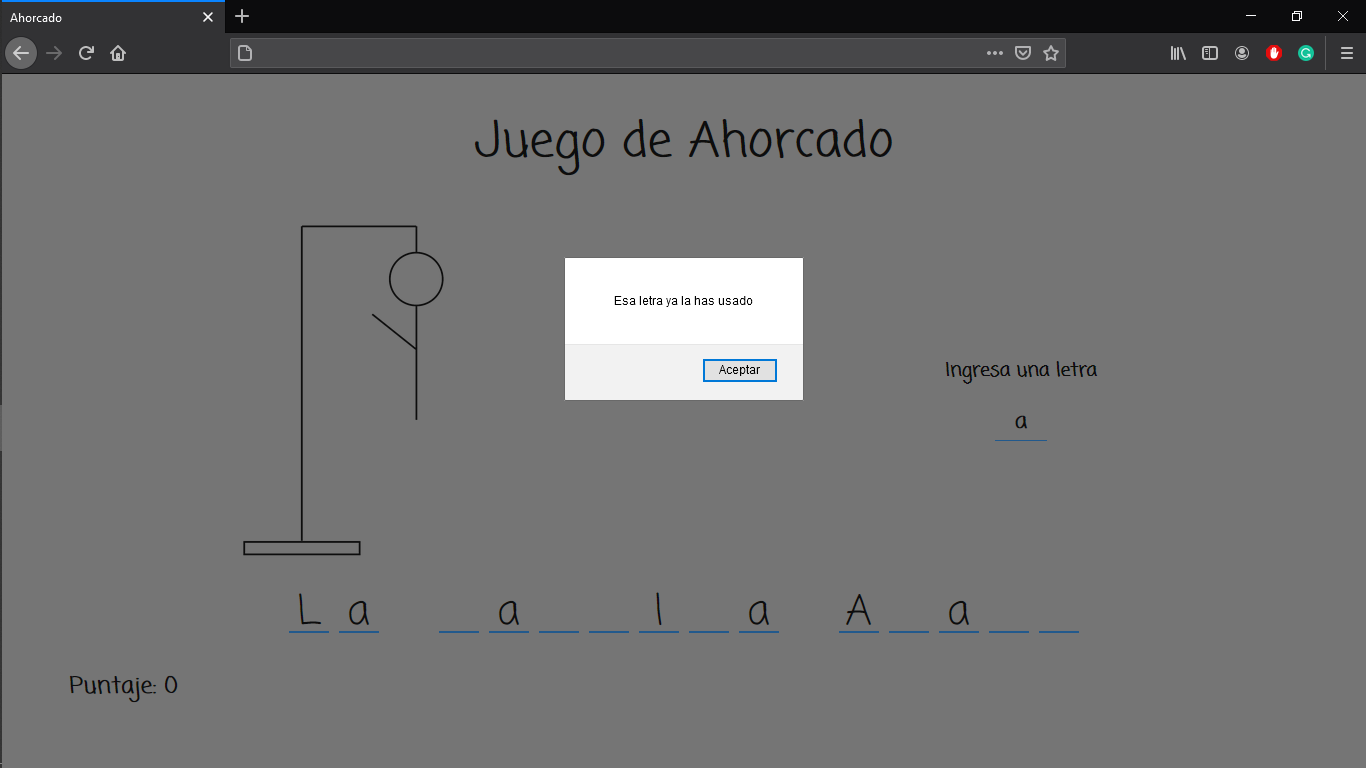 Ahorcado
Juego de Ahorcado
Esa letra ya la has usado
Aceptar
Ingresa una letra
a
L a _ a _ _ l _ a A _ a _ _
Puntaje: 0